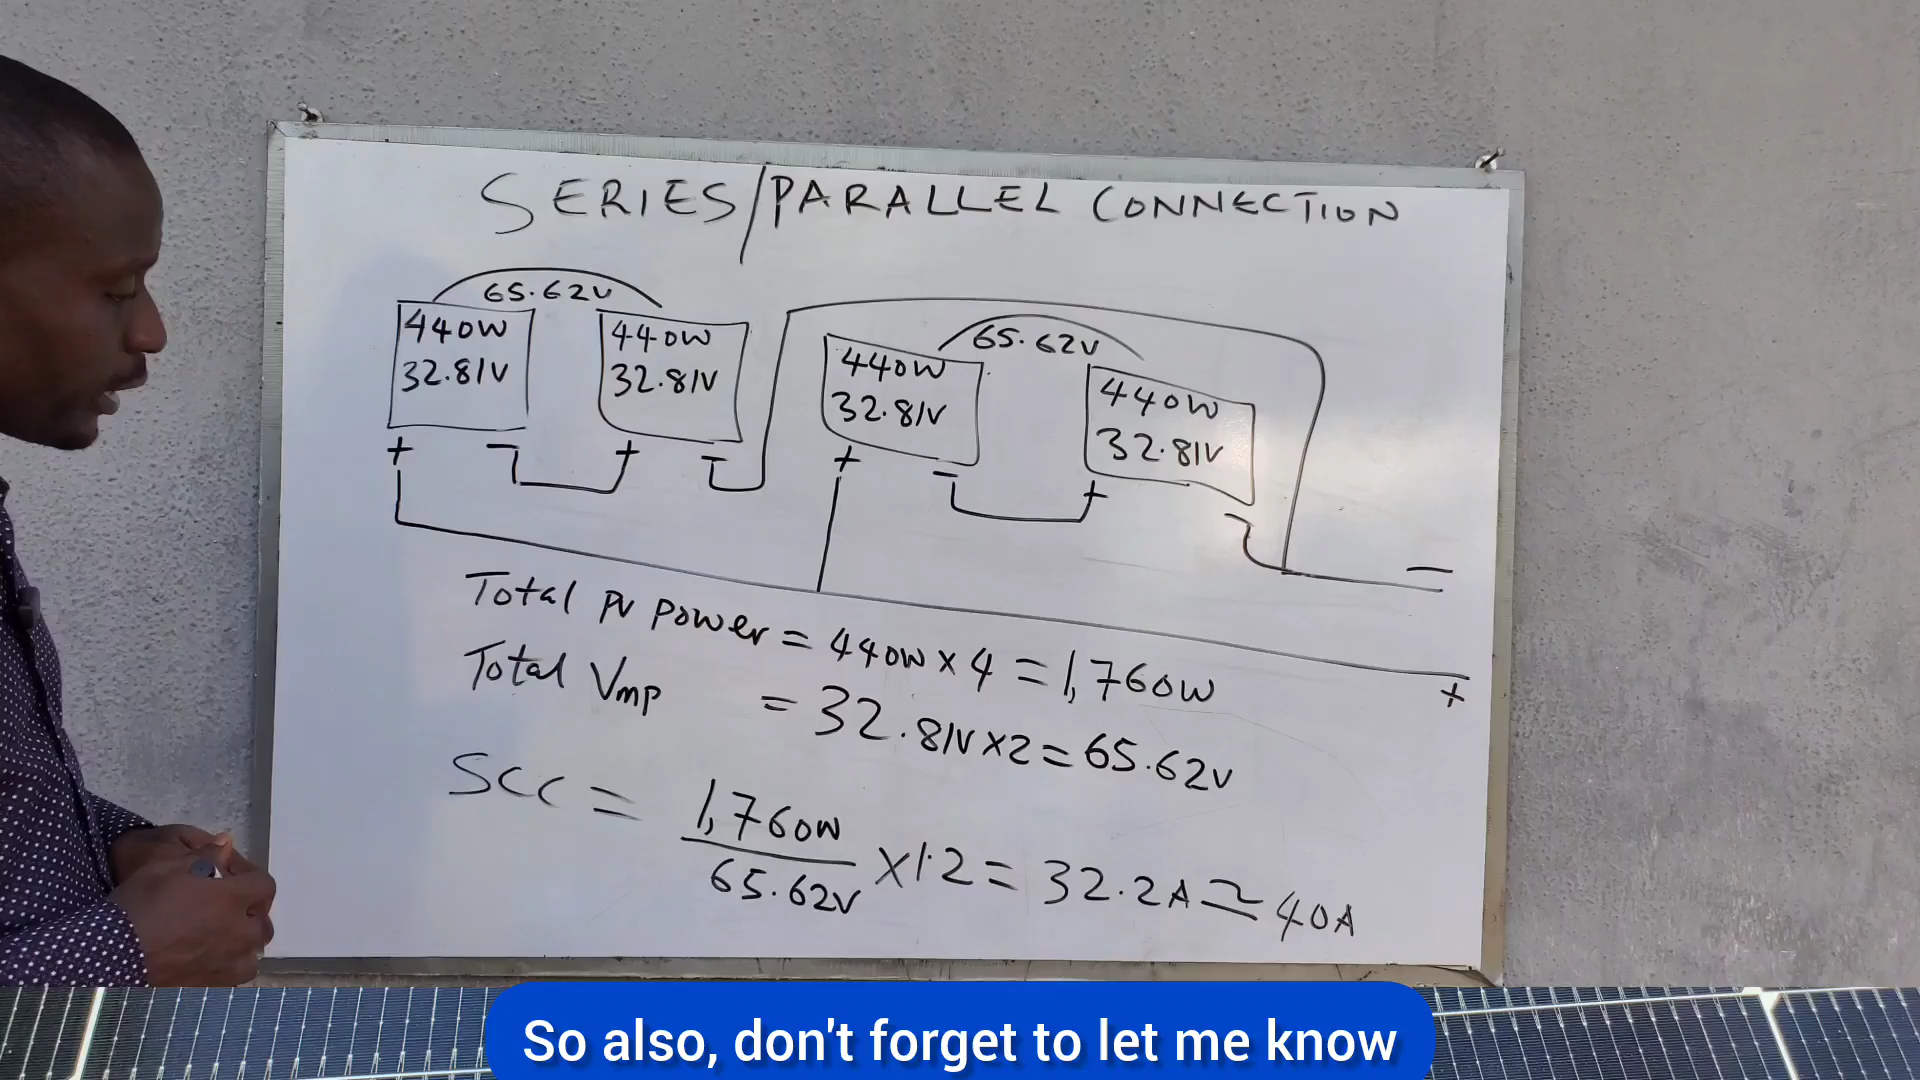 SERIES/PARALLEL CONNECTION
65.62V
65.62V
440W
32.81V
440W
32.81V
440W
32.81V
440W
32.81V
+ − + − + − + −
−
+
Total PV power = 440W × 4 = 1,760W
Total Vmp = 32.81V × 2 = 65.62V
SCC = 1,760W / 65.62V × 1.2 = 32.2A ≃ 40A
So also, don't forget to let me know